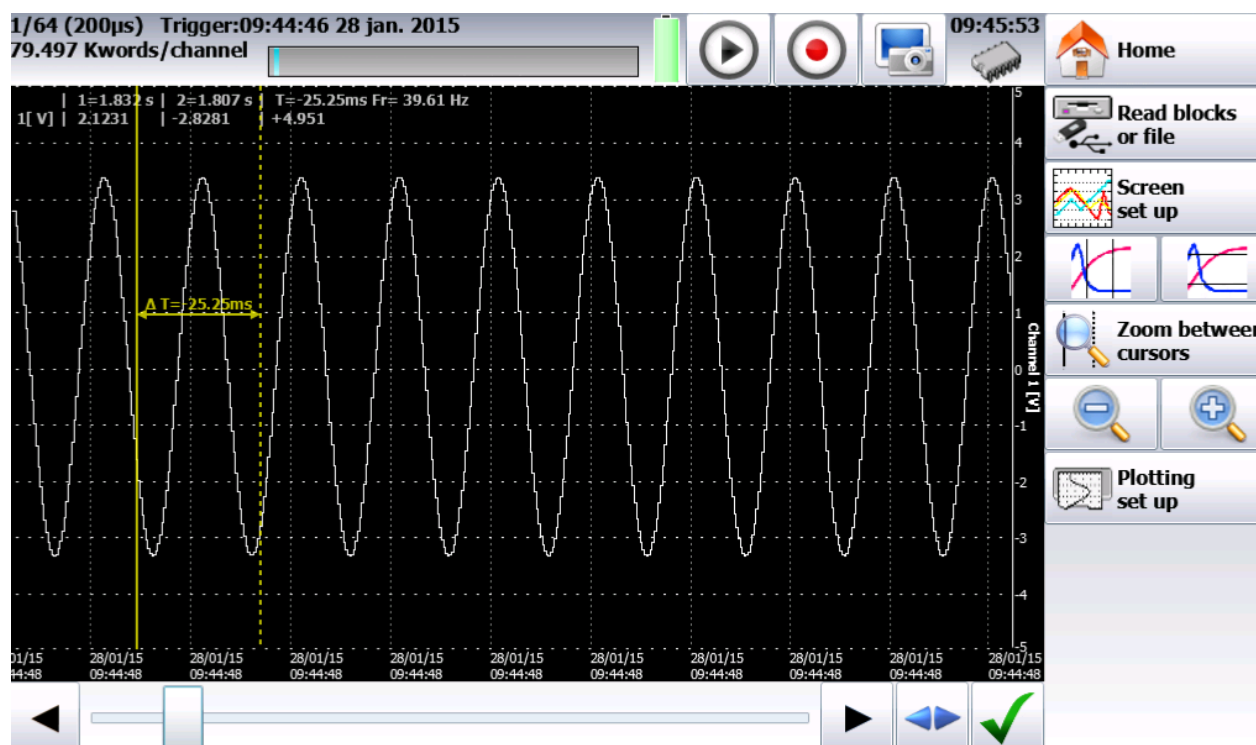 1/64 (200µs) Trigger:09:44:46 28 jan. 2015
79.497 Kwords/channel
09:45:53
Home
| 1=1.832 s | 2=1.807 s | T=-25.25ms Fr= 39.61 Hz
1[ V] | 2.1231 | -2.8281 | +4.951
Read blocks
or file
Screen
set up
Δ T=-25.25ms
Zoom between
cursors
Plotting
set up
5
4
3
2
1
0
-1
-2
-3
-4
-5
Channel 1 [V]
01/15 28/01/15 28/01/15 28/01/15 28/01/15 28/01/15 28/01/15 28/01/15 28/01/15 28/01/15 28/01/15
44:48 09:44:48 09:44:48 09:44:48 09:44:48 09:44:48 09:44:48 09:44:48 09:44:48 09:44:48 09:44:48